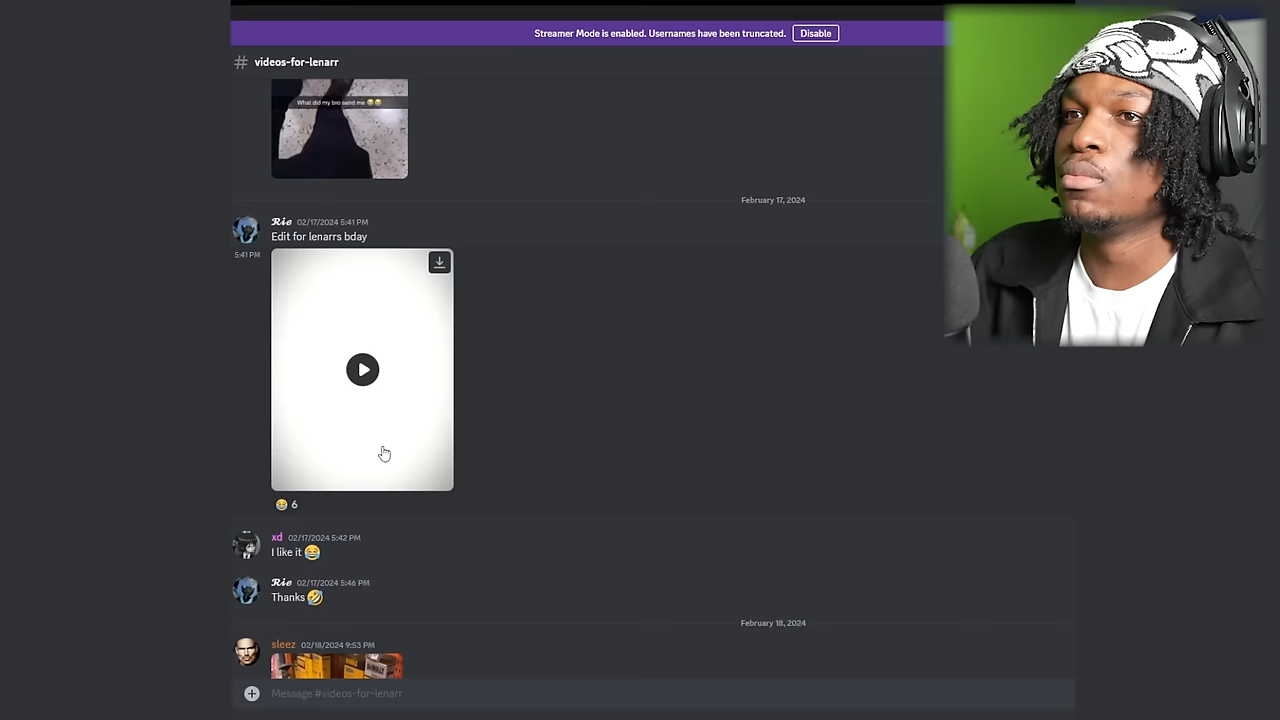 Streamer Mode is enabled. Usernames have been truncated. Disable
videos-for-lenarr
What did my bro send me 😂😂
February 17, 2024
Rie 02/17/2024 5:41 PM
Edit for lenarrs bday
5:41 PM
😂 6
xd 02/17/2024 5:42 PM
I like it 😂
Rie 02/17/2024 5:46 PM
Thanks 🤣
February 18, 2024
sleez 02/18/2024 9:53 PM
Message #videos-for-lenarr